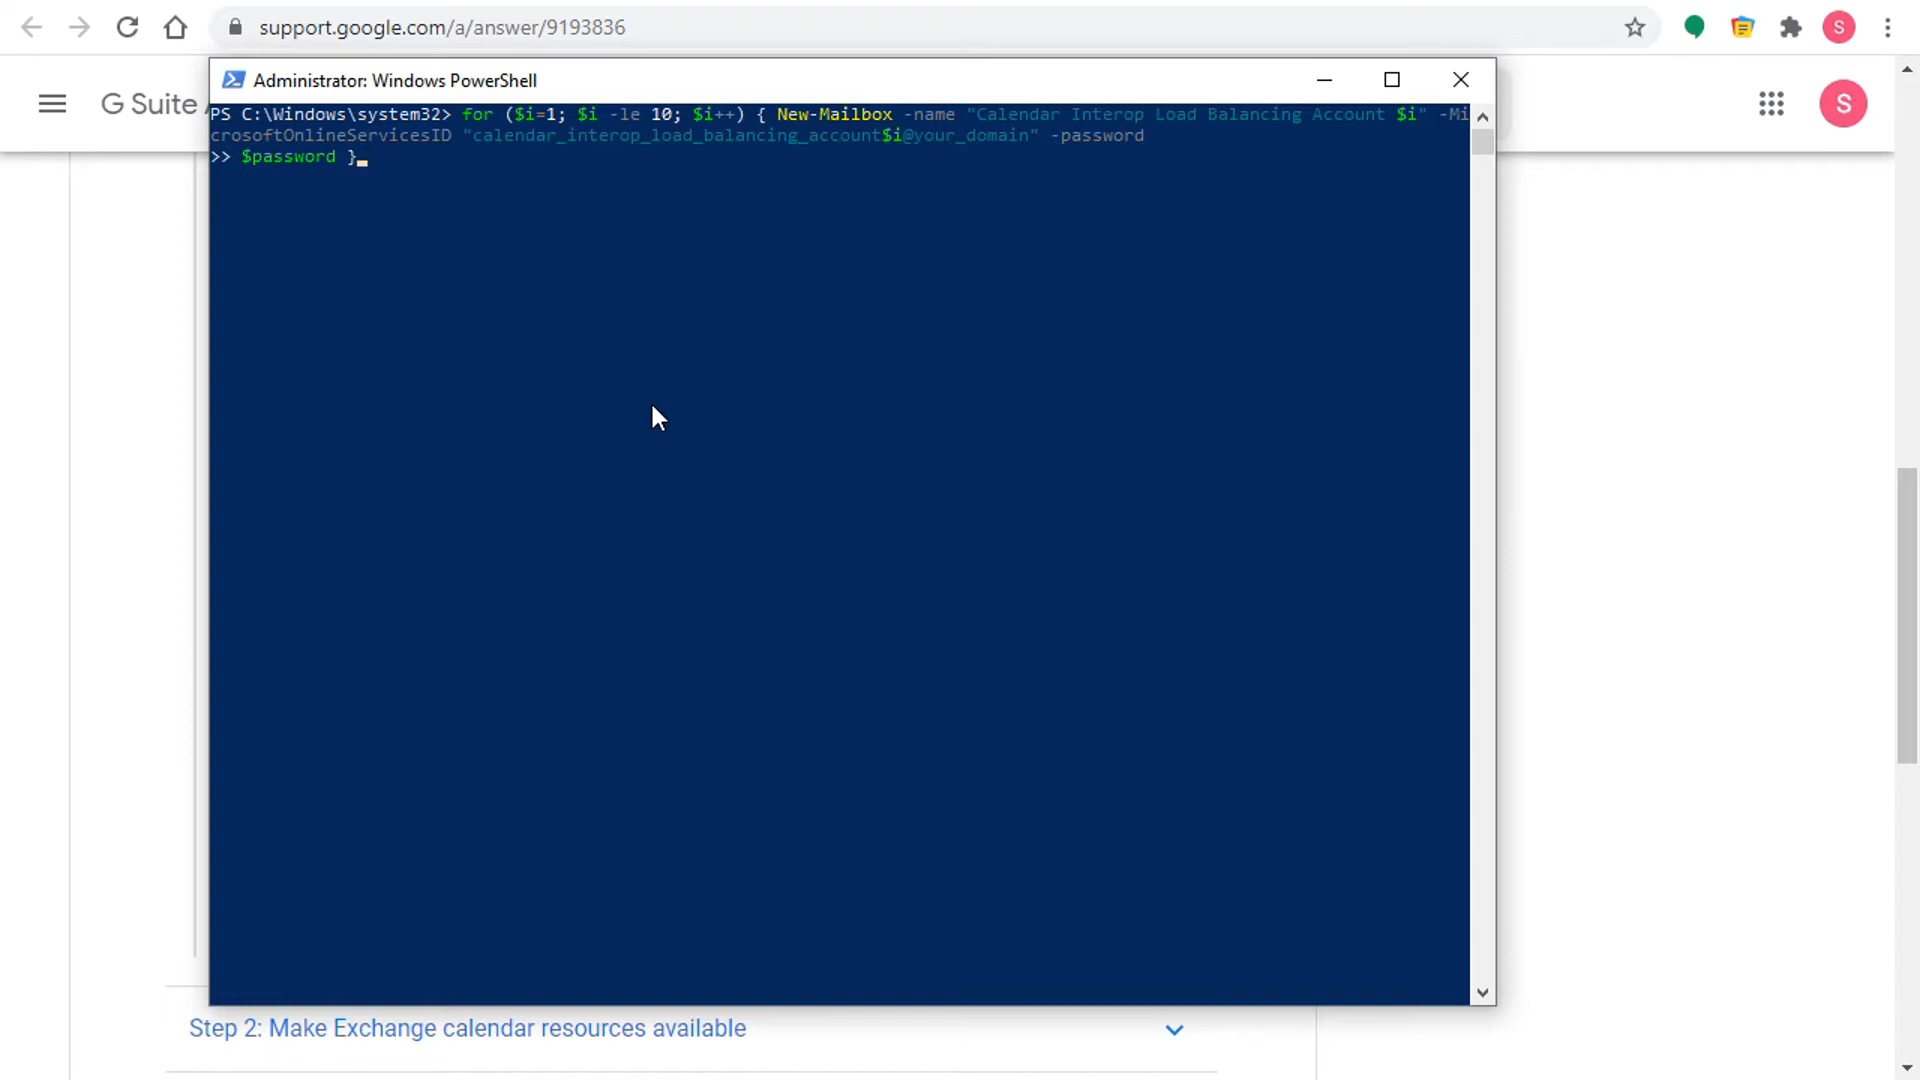 support.google.com/a/answer/9193836
S
Administrator: Windows PowerShell
G Suite
S
PS C:\Windows\system32> for ($i=1; $i -le 10; $i++) { New-Mailbox -name "Calendar Interop Load Balancing Account $i" -Mi
crosoftOnlineServicesID "calendar_interop_load_balancing_account$i@your_domain" -password
>> $password }
Step 2: Make Exchange calendar resources available